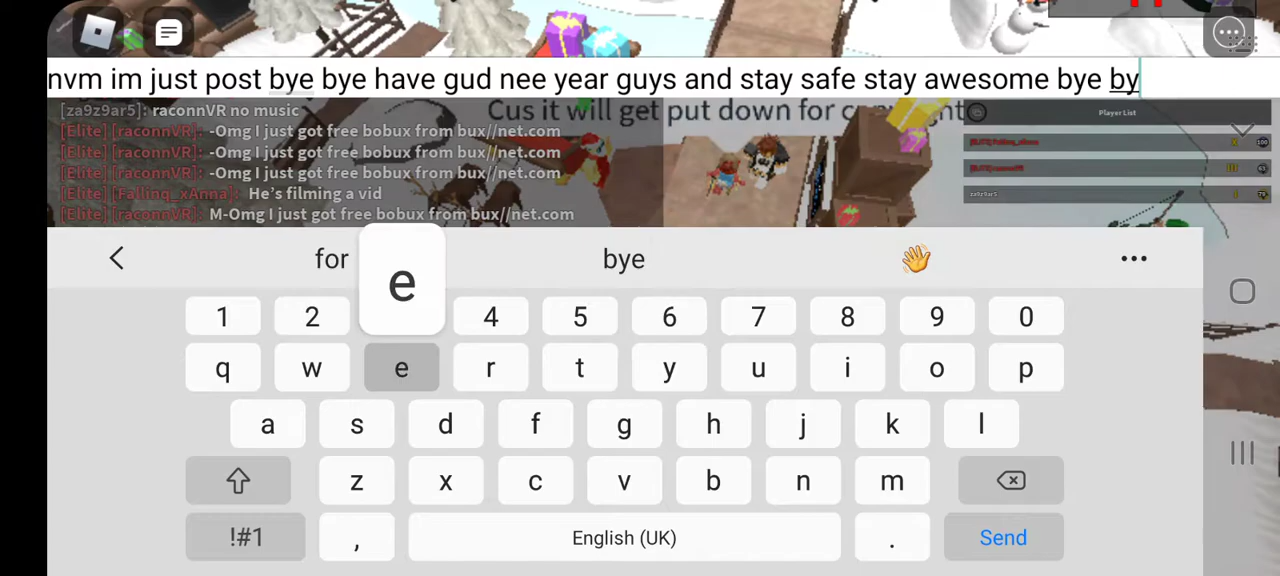 nvm im just post bye bye have gud nee year guys and stay safe stay awesome bye by
[za9z9ar5]: raconnVR no music
Cus it will get put down for
Player List
[Elite] [raconnVR]: -Omg I just got free bobux from bux//net.com
[Elite] [raconnVR]: -Omg I just got free bobux from bux//net.com
[Elite] [raconnVR]: -Omg I just got free bobux from bux//net.com
[Elite] [Fallinq_xAnna]: He's filming a vid
za9z9ar5
[Elite] [raconnVR]: M-Omg I just got free bobux from bux//net.com
for bye 👋 •••
e
1 2 4 5 6 7 8 9 0
q w e r t y u i o p
a s d f g h j k l
z x c v b n m
!#1 , English (UK) . Send